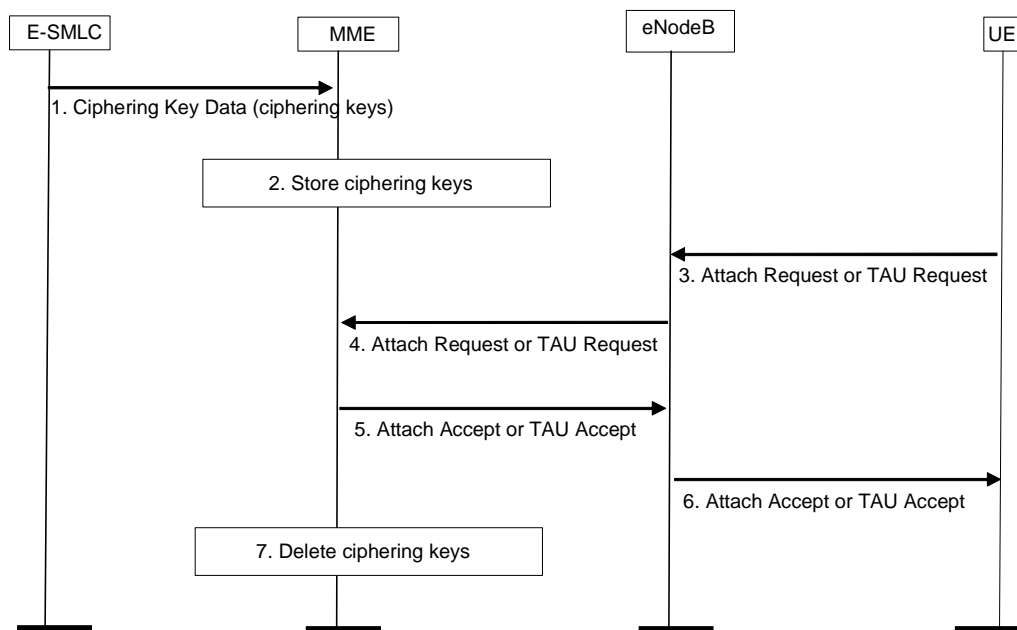 E-SMLC
MME
eNodeB
UE
1. Ciphering Key Data (ciphering keys)
2. Store ciphering keys
3. Attach Request or TAU Request
4. Attach Request or TAU Request
5. Attach Accept or TAU Accept
6. Attach Accept or TAU Accept
7. Delete ciphering keys